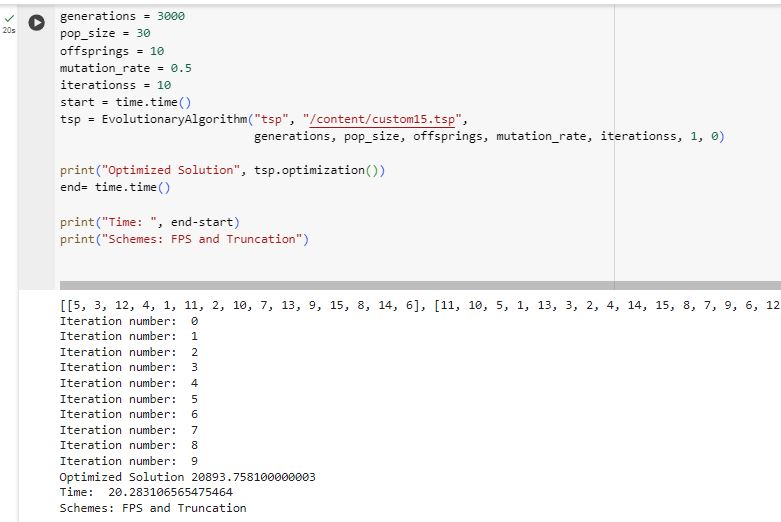 20s
generations = 3000
pop_size = 30
offsprings = 10
mutation_rate = 0.5
iterationss = 10
start = time.time()
tsp = EvolutionaryAlgorithm("tsp", "/content/custom15.tsp",
generations, pop_size, offsprings, mutation_rate, iterationss, 1, 0)
print("Optimized Solution", tsp.optimization())
end= time.time()
print("Time: ", end-start)
print("Schemes: FPS and Truncation")
[[5, 3, 12, 4, 1, 11, 2, 10, 7, 13, 9, 15, 8, 14, 6], [11, 10, 5, 1, 13, 3, 2, 4, 14, 15, 8, 7, 9, 6, 12
Iteration number:  0
Iteration number:  1
Iteration number:  2
Iteration number:  3
Iteration number:  4
Iteration number:  5
Iteration number:  6
Iteration number:  7
Iteration number:  8
Iteration number:  9
Optimized Solution 20893.758100000003
Time:  20.283106565475464
Schemes: FPS and Truncation